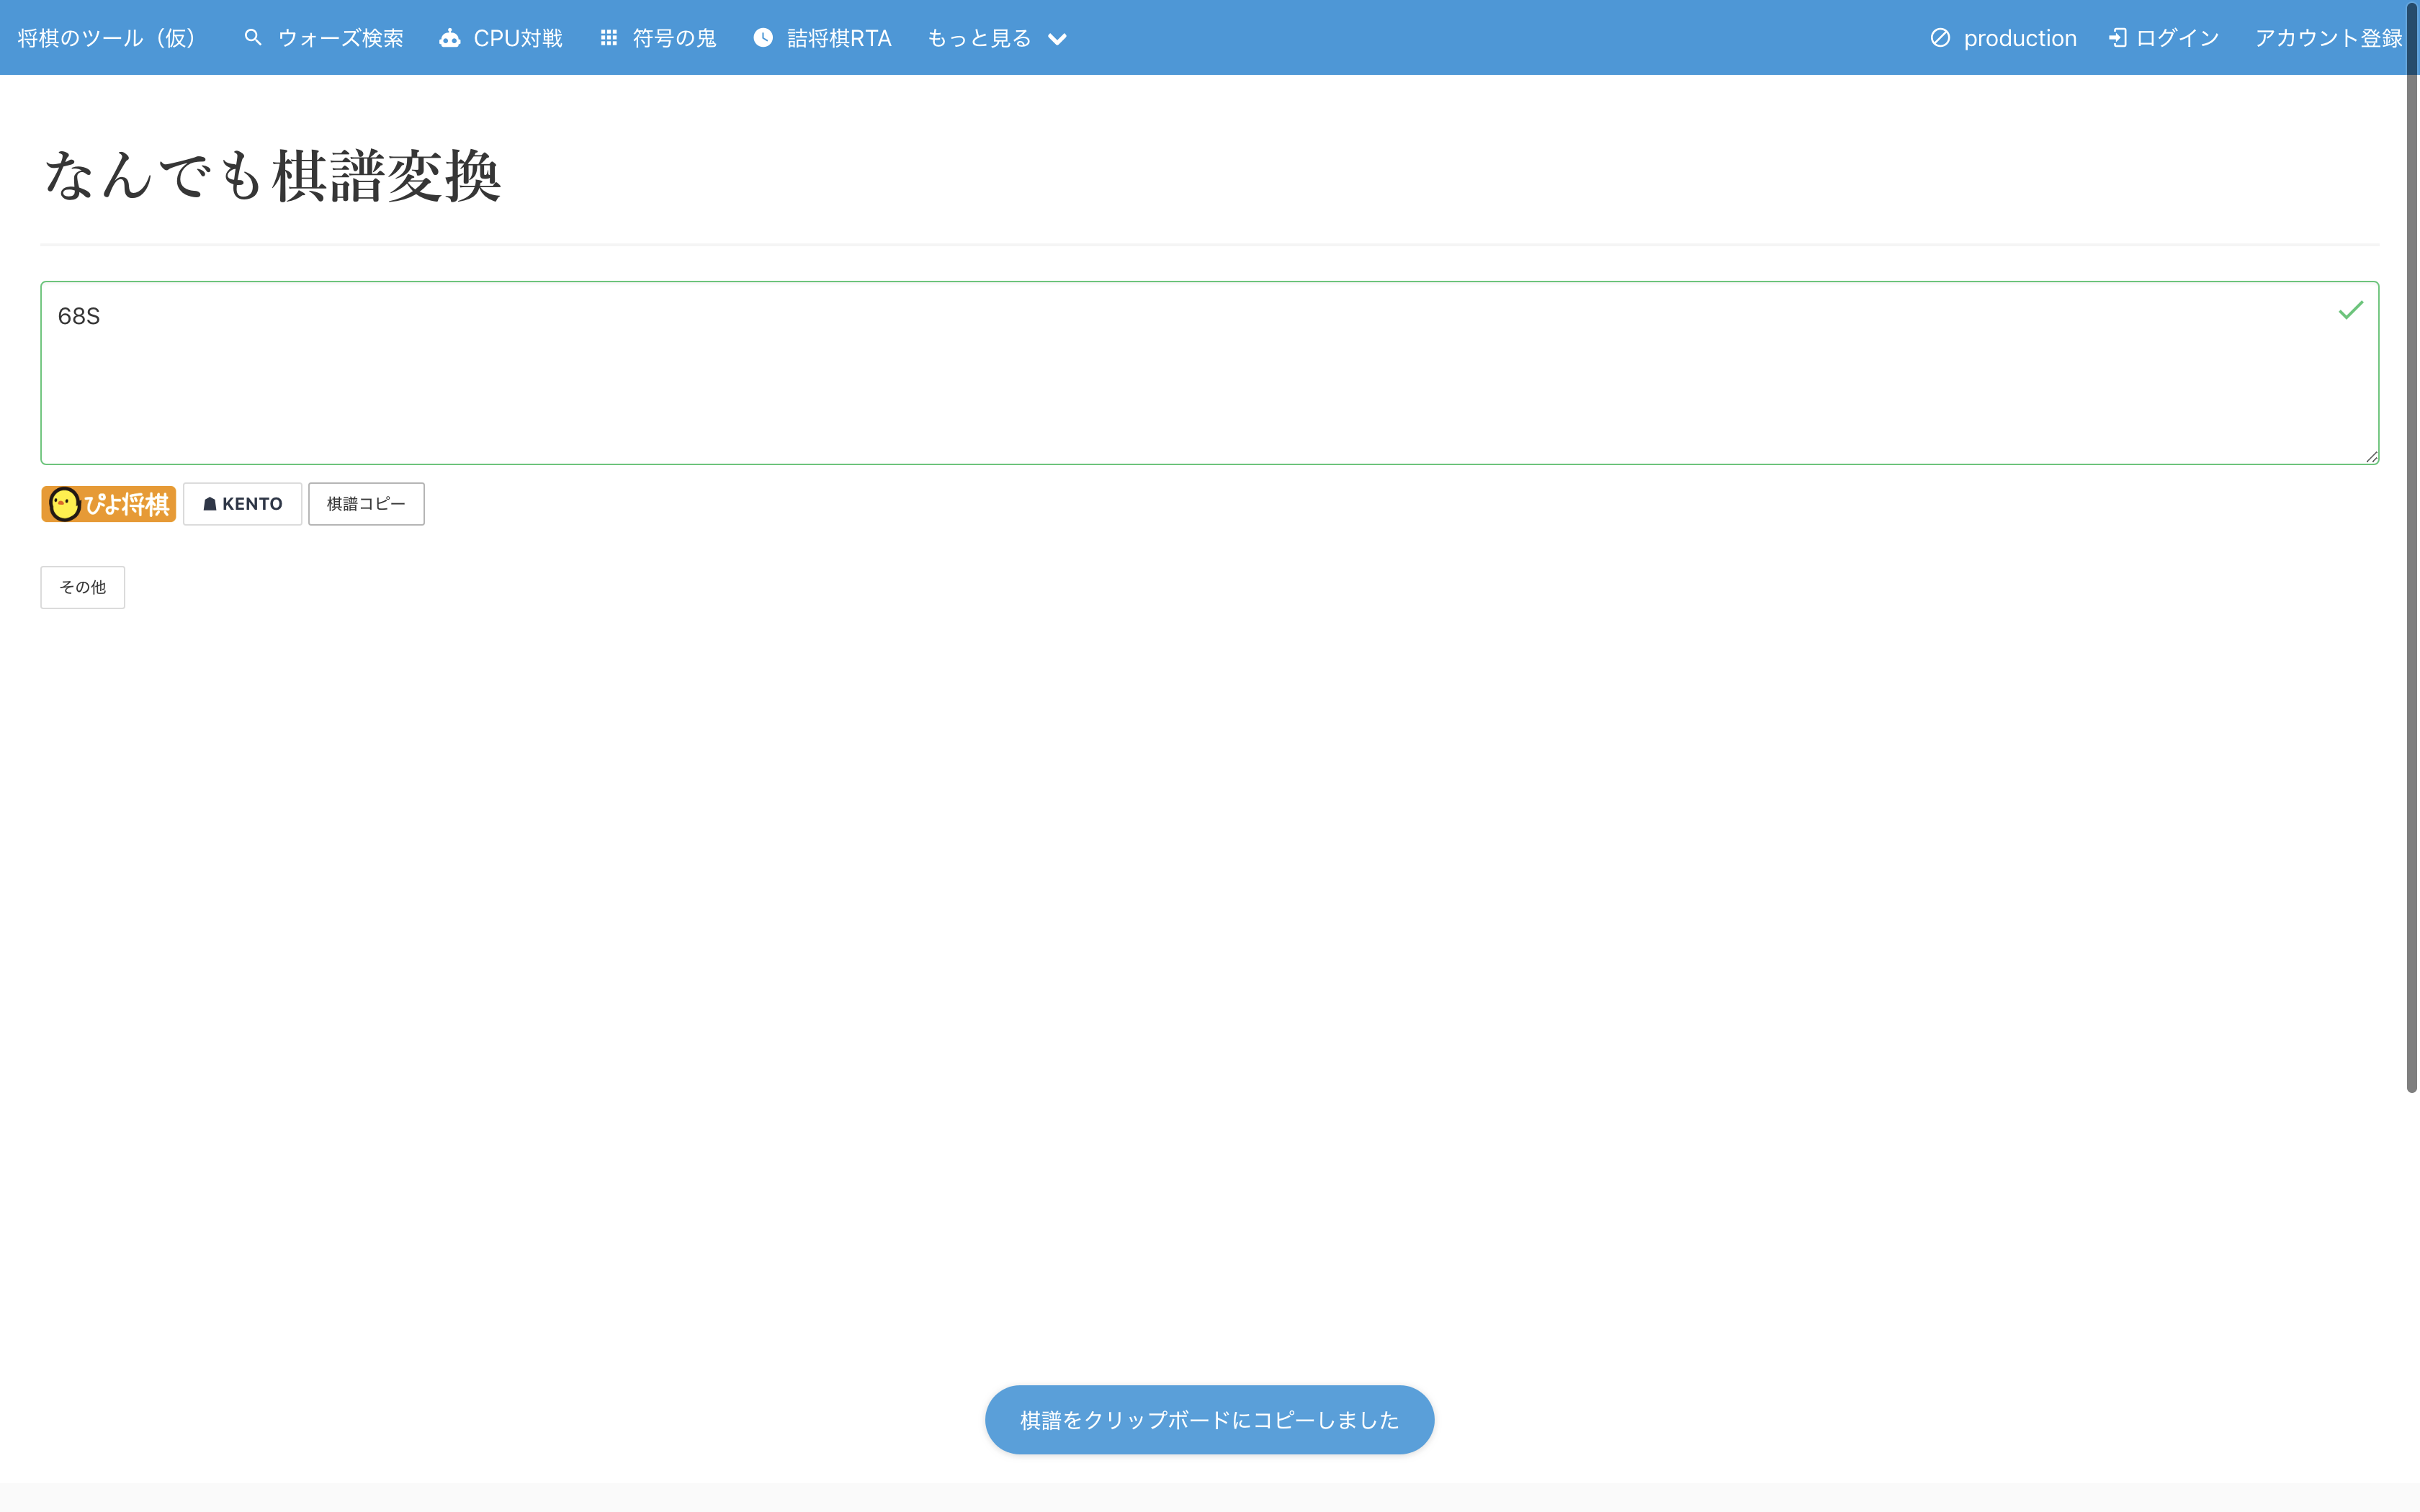 将棋のツール（仮） ウォーズ検索 CPU対戦 符号の鬼 詰将棋RTA もっと見る production ログイン アカウント登録
なんでも棋譜変換
68S
ぴよ将棋 KENTO 棋譜コピー
その他
棋譜をクリップボードにコピーしました